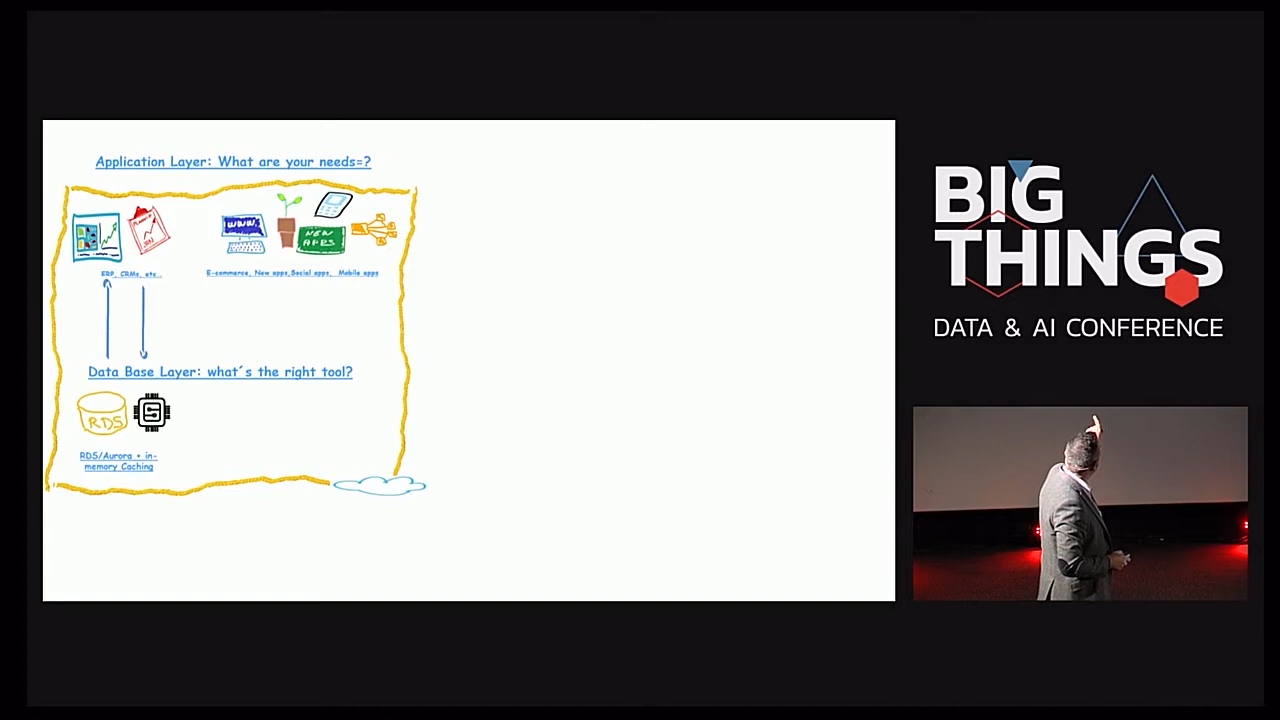 Application Layer: What are your needs=?
WWW.
NEW
APPS
ERP, CRMs, etc..
E-commerce, New apps,Social apps, Mobile apps
Data Base Layer: what´s the right tool?
RDS
RDS/Aurora + in-
memory Caching
BIG
THINGS
DATA & AI CONFERENCE